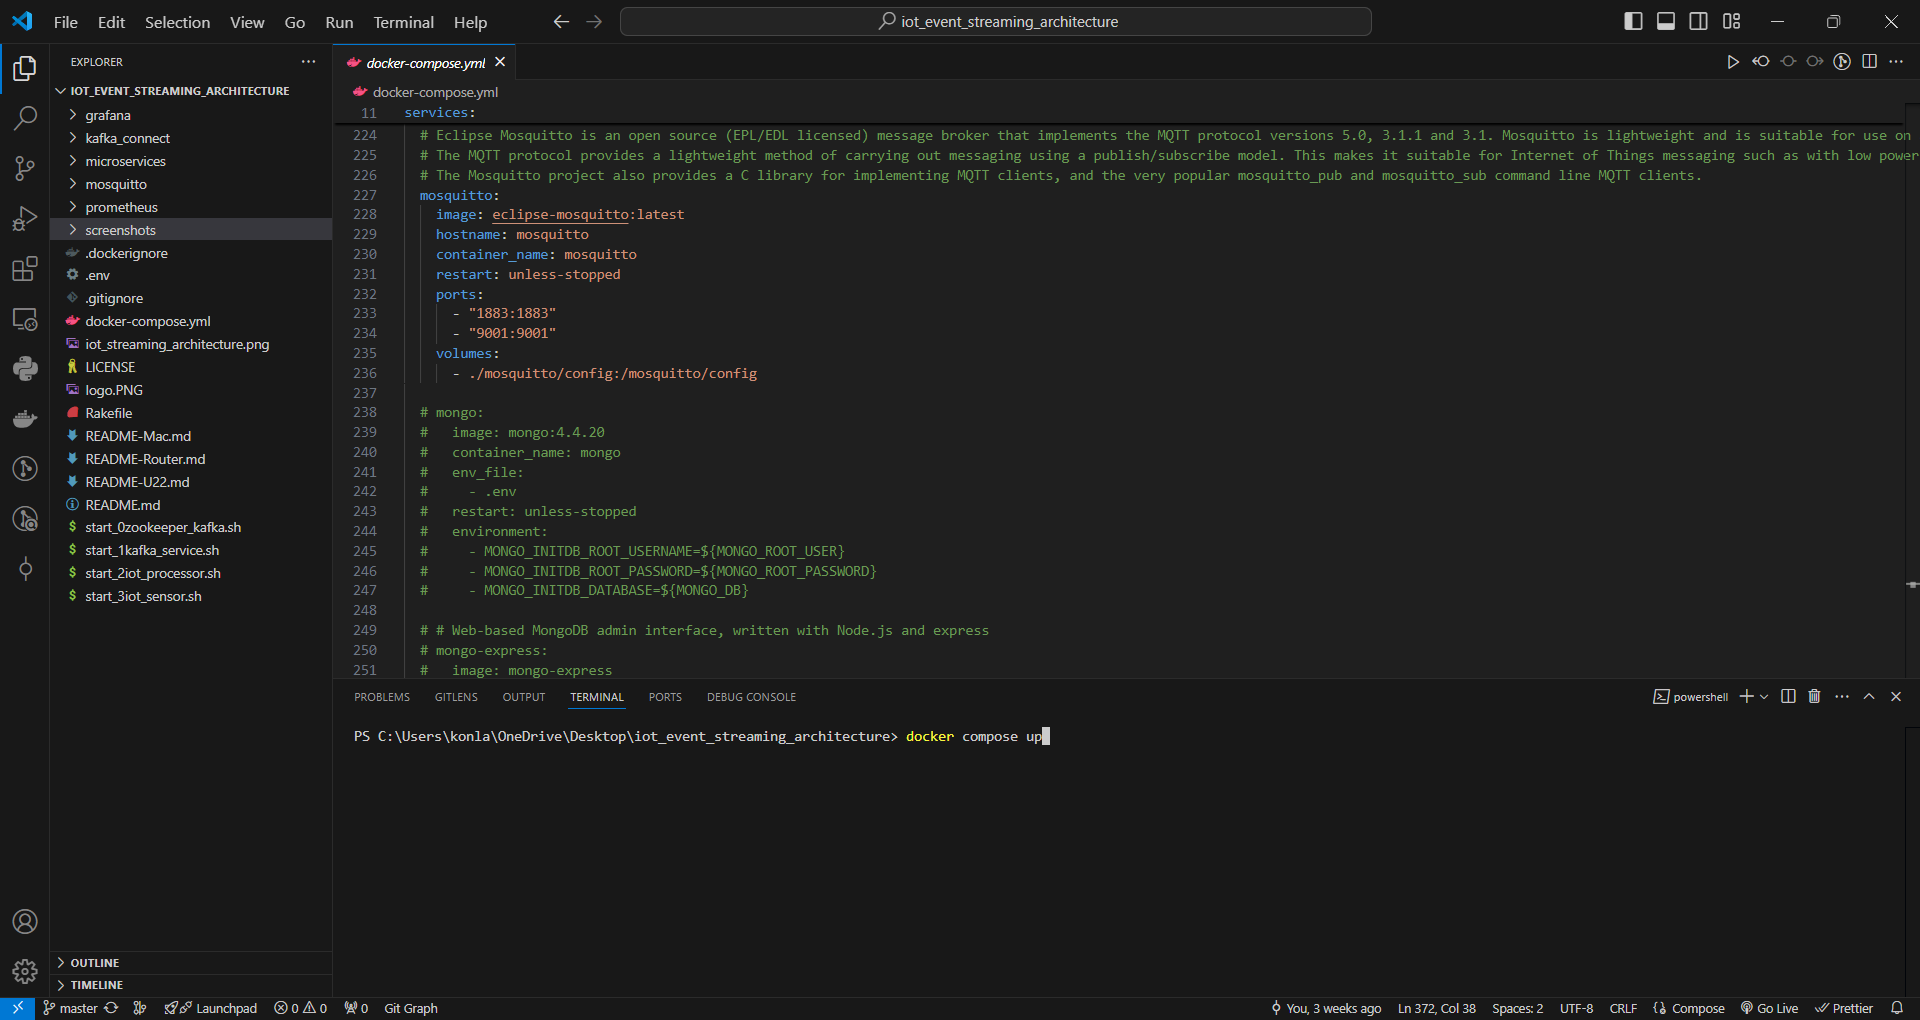 File Edit Selection View Go Run Terminal Help
iot_event_streaming_architecture
EXPLORER
IOT_EVENT_STREAMING_ARCHITECTURE
grafana
kafka_connect
microservices
mosquitto
prometheus
screenshots
.dockerignore
.env
.gitignore
docker-compose.yml
iot_streaming_architecture.png
LICENSE
logo.PNG
Rakefile
README-Mac.md
README-Router.md
README-U22.md
README.md
$ start_0zookeeper_kafka.sh
$ start_1kafka_service.sh
$ start_2iot_processor.sh
$ start_3iot_sensor.sh
OUTLINE
TIMELINE
docker-compose.yml
docker-compose.yml
11 services:
224 # Eclipse Mosquitto is an open source (EPL/EDL licensed) message broker that implements the MQTT protocol versions 5.0, 3.1.1 and 3.1. Mosquitto is lightweight and is suitable for use on
225 # The MQTT protocol provides a lightweight method of carrying out messaging using a publish/subscribe model. This makes it suitable for Internet of Things messaging such as with low power
226 # The Mosquitto project also provides a C library for implementing MQTT clients, and the very popular mosquitto_pub and mosquitto_sub command line MQTT clients.
227 mosquitto:
228 image: eclipse-mosquitto:latest
229 hostname: mosquitto
230 container_name: mosquitto
231 restart: unless-stopped
232 ports:
233 - "1883:1883"
234 - "9001:9001"
235 volumes:
236 - ./mosquitto/config:/mosquitto/config
237
238 # mongo:
239 # image: mongo:4.4.20
240 # container_name: mongo
241 # env_file:
242 # - .env
243 # restart: unless-stopped
244 # environment:
245 # - MONGO_INITDB_ROOT_USERNAME=${MONGO_ROOT_USER}
246 # - MONGO_INITDB_ROOT_PASSWORD=${MONGO_ROOT_PASSWORD}
247 # - MONGO_INITDB_DATABASE=${MONGO_DB}
248
249 # # Web-based MongoDB admin interface, written with Node.js and express
250 # mongo-express:
251 # image: mongo-express
PROBLEMS GITLENS OUTPUT TERMINAL PORTS DEBUG CONSOLE
powershell
PS C:\Users\konla\OneDrive\Desktop\iot_event_streaming_architecture> docker compose up
master Launchpad 0 0 0 Git Graph You, 3 weeks ago Ln 372, Col 38 Spaces: 2 UTF-8 CRLF Compose Go Live Prettier